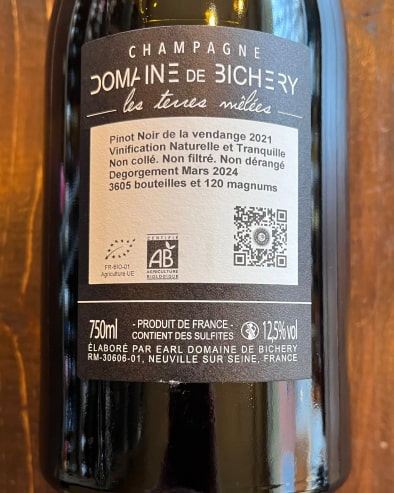 CHAMPAGNE
DOMAINE DE BICHERY
les terres mêlées
Pinot Noir de la vendange 2021
Vinification Naturelle et Tranquille
Non collé. Non filtré. Non dérangé
Degorgement Mars 2024
3605 bouteilles et 120 magnums
CERTIFIÉ
AB
AGRICULTURE
BIOLOGIQUE
FR-BIO-01
Agriculture UE
750ml - PRODUIT DE FRANCE - 12,5% vol
CONTIENT DES SULFITES
ÉLABORÉ PAR EARL DOMAINE DE BICHERY
RM-30606-01, NEUVILLE SUR SEINE, FRANCE